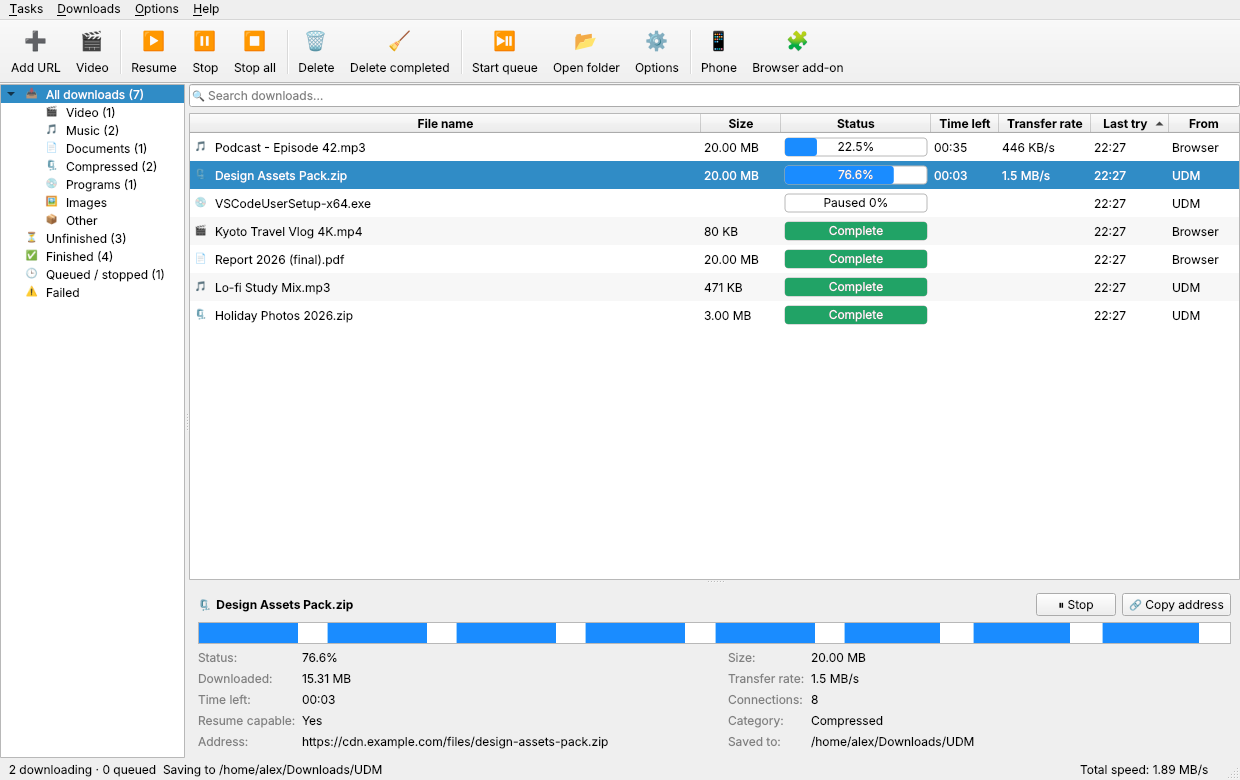 Tasks Downloads Options Help
Add URL Video Resume Stop Stop all Delete Delete completed Start queue Open folder Options Phone Browser add-on
All downloads (7)
Video (1)
Music (2)
Documents (1)
Compressed (2)
Programs (1)
Images
Other
Unfinished (3)
Finished (4)
Queued / stopped (1)
Failed
Search downloads...
File name Size Status Time left Transfer rate Last try From
Podcast - Episode 42.mp3 20.00 MB 22.5% 00:35 446 KB/s 22:27 Browser
Design Assets Pack.zip 20.00 MB 76.6% 00:03 1.5 MB/s 22:27 UDM
VSCodeUserSetup-x64.exe Paused 0% 22:27 UDM
Kyoto Travel Vlog 4K.mp4 80 KB Complete 22:27 Browser
Report 2026 (final).pdf 20.00 MB Complete 22:27 Browser
Lo-fi Study Mix.mp3 471 KB Complete 22:27 UDM
Holiday Photos 2026.zip 3.00 MB Complete 22:27 UDM
Design Assets Pack.zip Stop Copy address
Status: 76.6% Size: 20.00 MB
Downloaded: 15.31 MB Transfer rate: 1.5 MB/s
Time left: 00:03 Connections: 8
Resume capable: Yes Category: Compressed
Address: https://cdn.example.com/files/design-assets-pack.zip Saved to: /home/alex/Downloads/UDM
2 downloading · 0 queued Saving to /home/alex/Downloads/UDM Total speed: 1.89 MB/s